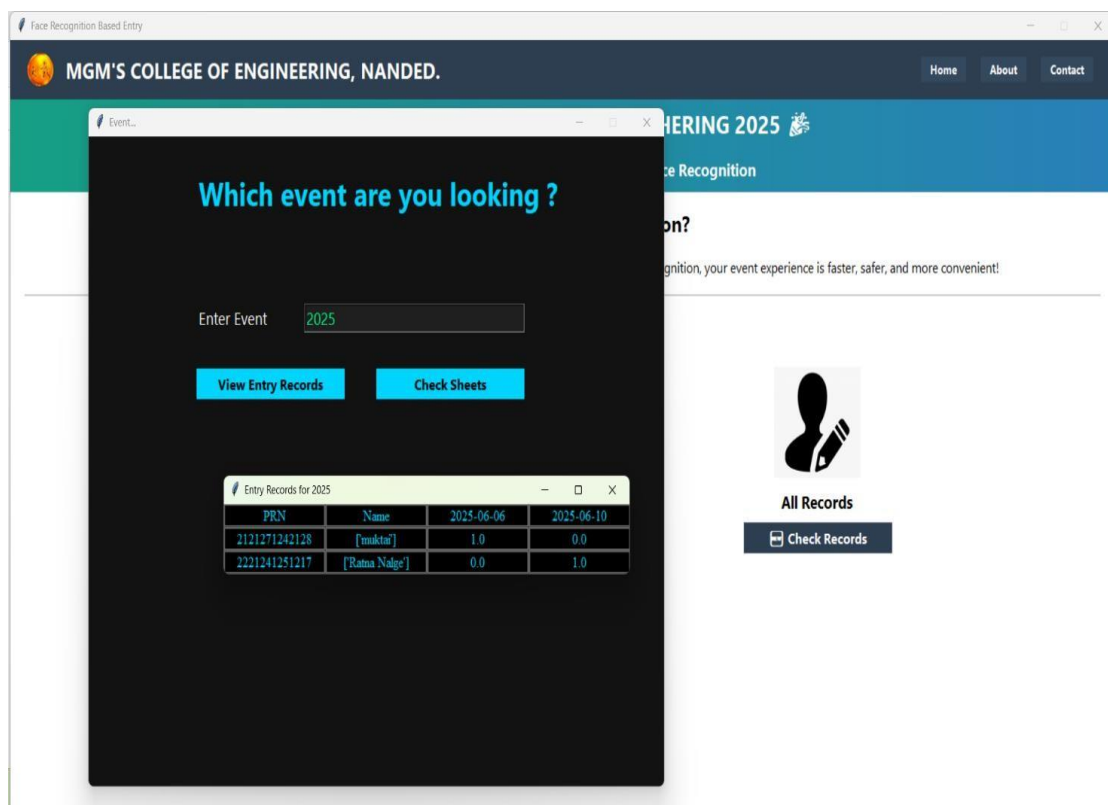 Face Recognition Based Entry
MGM'S COLLEGE OF ENGINEERING, NANDED.
Home About Contact
Event...
HERING 2025
ce Recognition
Which event are you looking ?
on?
gnition, your event experience is faster, safer, and more convenient!
Enter Event 2025
View Entry Records Check Sheets
Entry Records for 2025
PRN Name 2025-06-06 2025-06-10
2121271242128 ['muktai'] 1.0 0.0
2221241251217 ['Ratna Nalge'] 0.0 1.0
All Records
Check Records